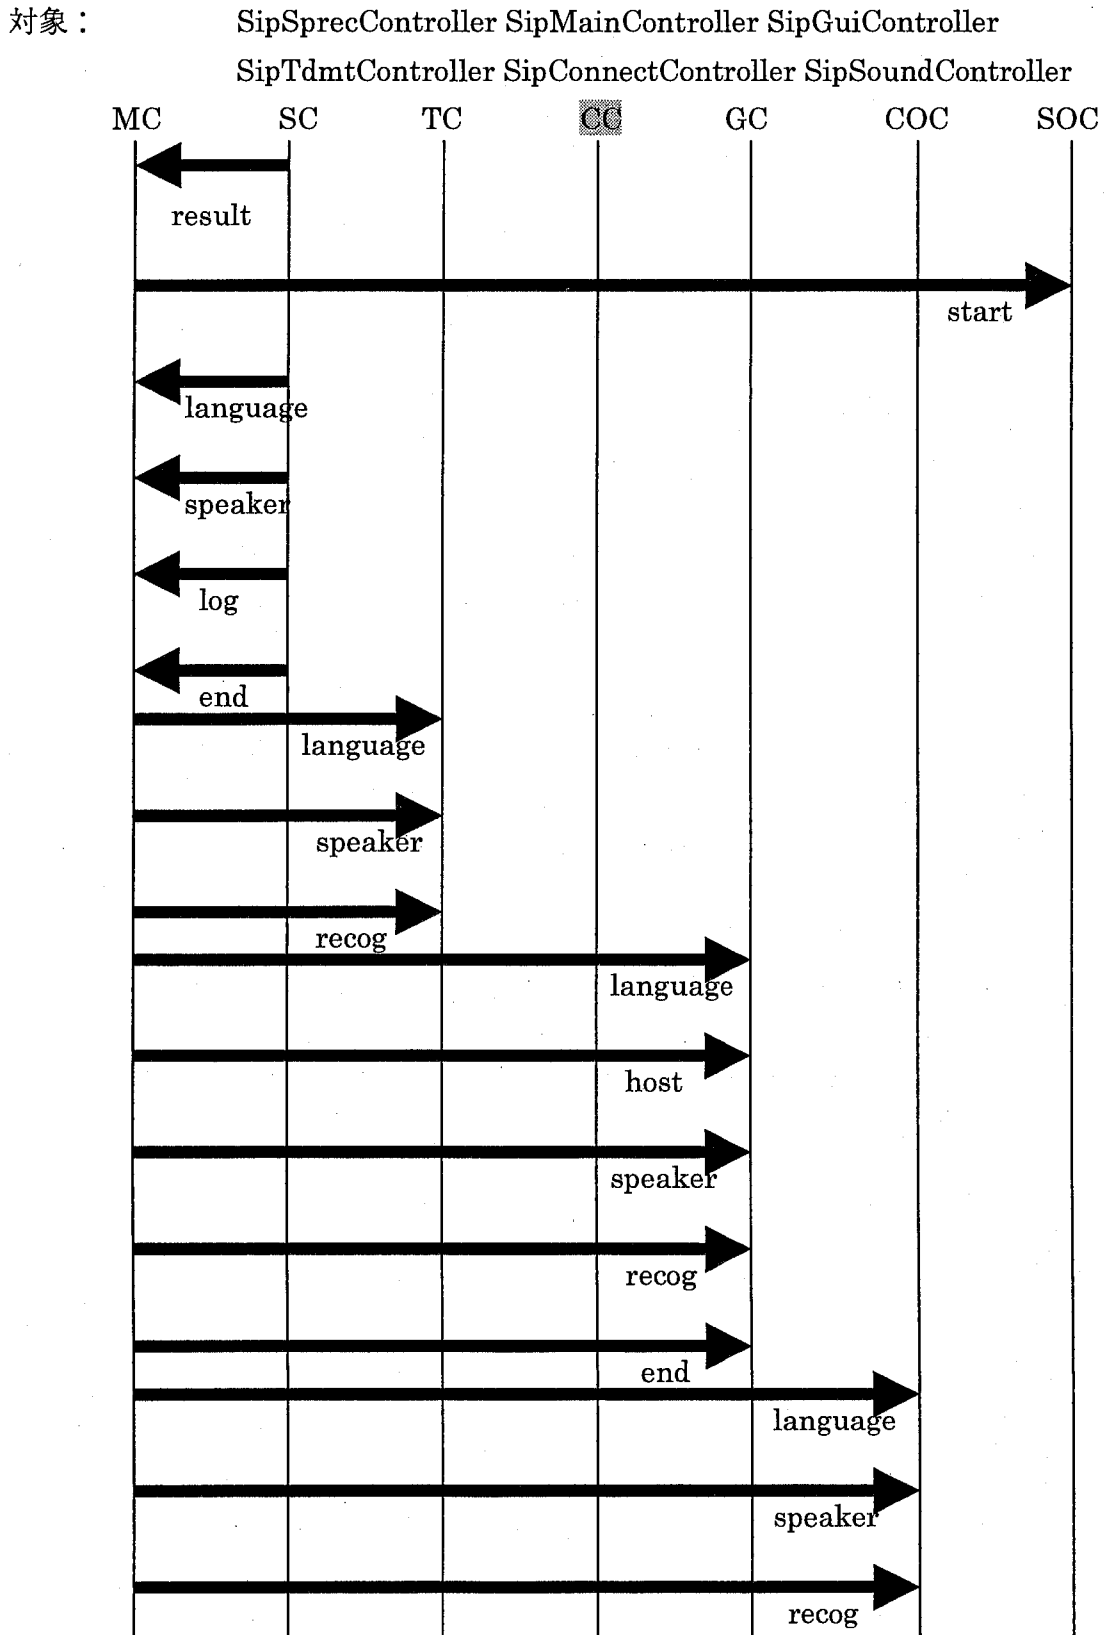 対象： SipSprecController SipMainController SipGuiController
SipTdmtController SipConnectController SipSoundController
MC SC TC CC GC COC SOC
result
start
language
speaker
log
end
language
speaker
recog
language
host
speaker
recog
end
language
speaker
recog